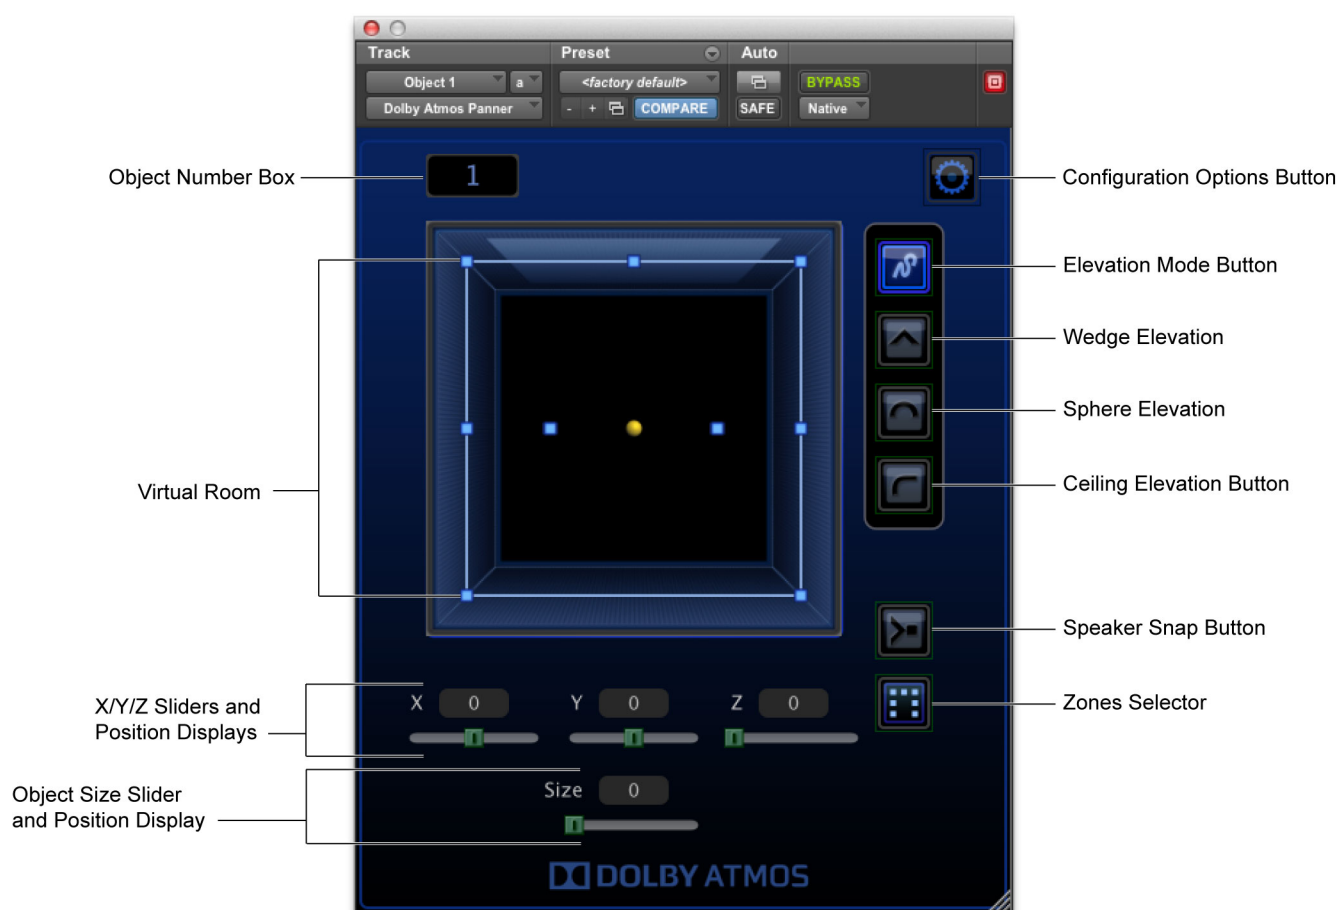 Track
Preset
Auto
Object 1
a
<factory default>
BYPASS
Dolby Atmos Panner
- +
COMPARE
SAFE
Native
Object Number Box
1
Configuration Options Button
Elevation Mode Button
Wedge Elevation
Sphere Elevation
Ceiling Elevation Button
Virtual Room
Speaker Snap Button
X/Y/Z Sliders and
Position Displays
X 0
Y 0
Z 0
Zones Selector
Object Size Slider
and Position Display
Size 0
DOLBY ATMOS